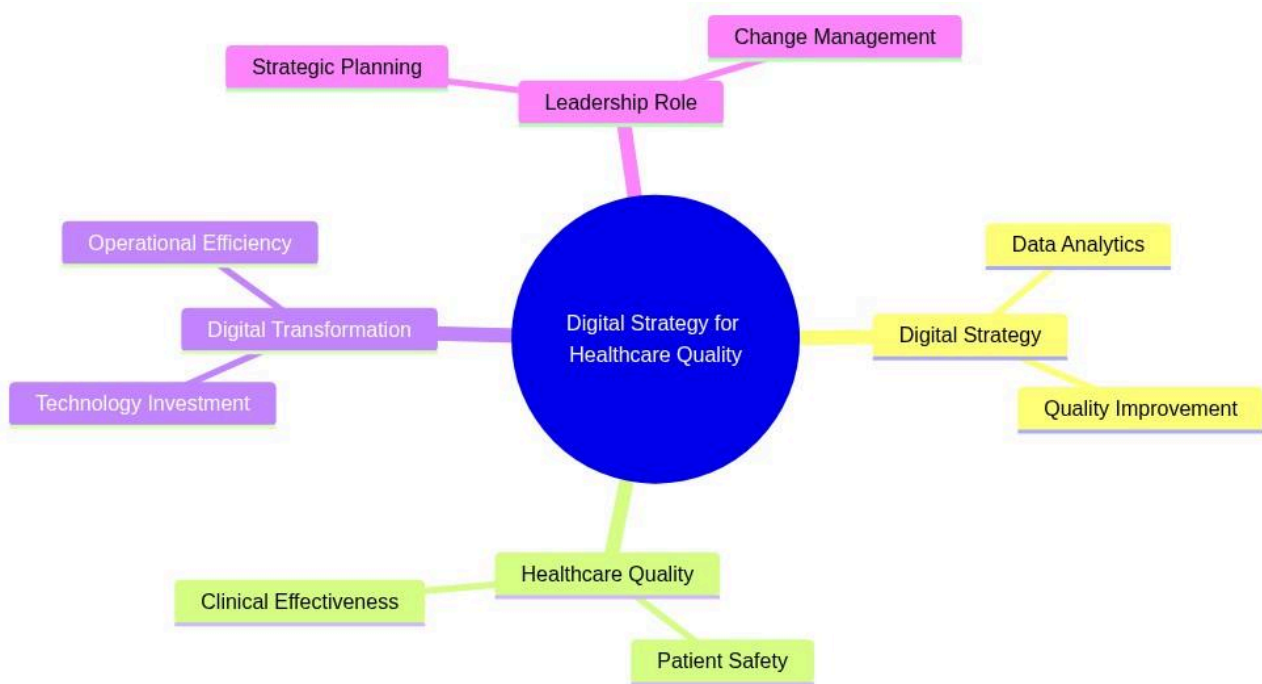 Change Management
Strategic Planning
Leadership Role
Operational Efficiency
Data Analytics
Digital Transformation
Digital Strategy for
Healthcare Quality
Digital Strategy
Technology Investment
Quality Improvement
Healthcare Quality
Clinical Effectiveness
Patient Safety